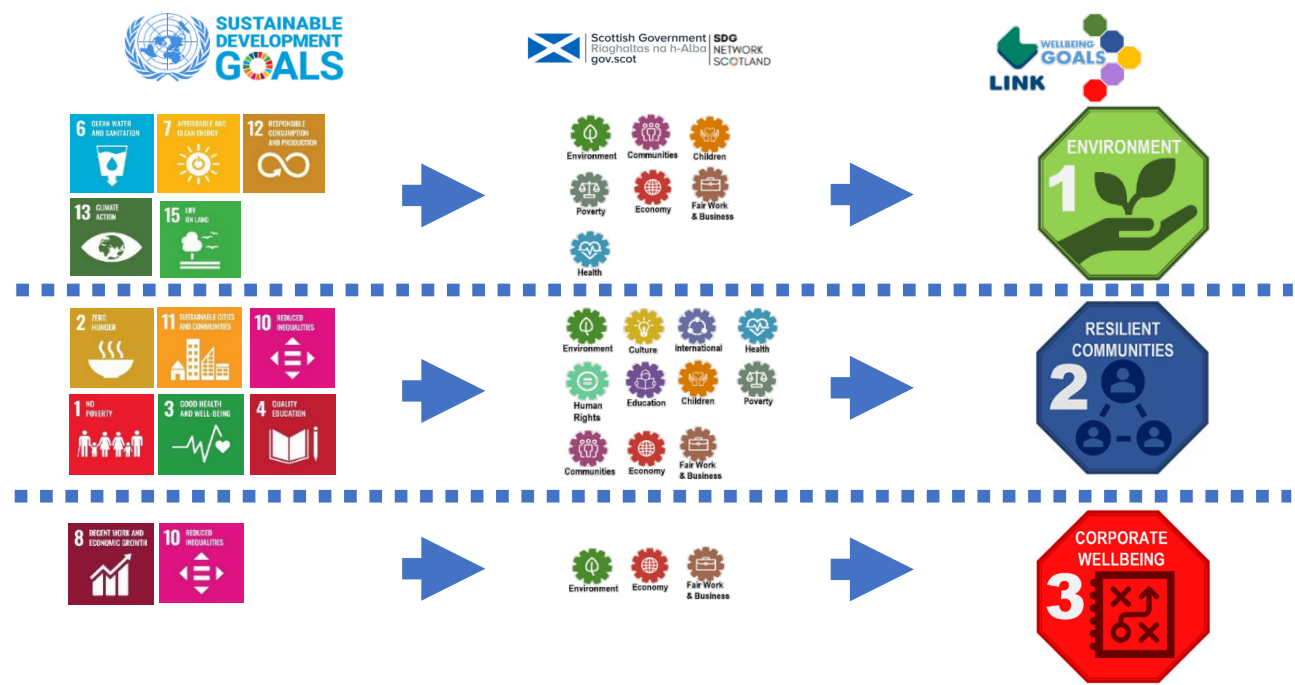 SUSTAINABLE
DEVELOPMENT
GOALS
Scottish Government
Riaghaltas na h-Alba
gov.scot
SDG
NETWORK
SCOTLAND
WELLBEING
GOALS
LINK
6 CLEAN WATER
AND SANITATION
7 AFFORDABLE AND
CLEAN ENERGY
12 RESPONSIBLE
CONSUMPTION
AND PRODUCTION
13 CLIMATE
ACTION
15 LIFE
ON LAND
Environment
Communities
Children
Poverty
Economy
Fair Work
& Business
Health
ENVIRONMENT
1
2 ZERO
HUNGER
11 SUSTAINABLE CITIES
AND COMMUNITIES
10 REDUCED
INEQUALITIES
1 NO
POVERTY
3 GOOD HEALTH
AND WELL-BEING
4 QUALITY
EDUCATION
Environment
Culture
International
Health
Human
Rights
Education
Children
Poverty
Communities
Economy
Fair Work
& Business
RESILIENT
COMMUNITIES
2
8 DECENT WORK AND
ECONOMIC GROWTH
10 REDUCED
INEQUALITIES
Environment
Economy
Fair Work
& Business
CORPORATE
WELLBEING
3